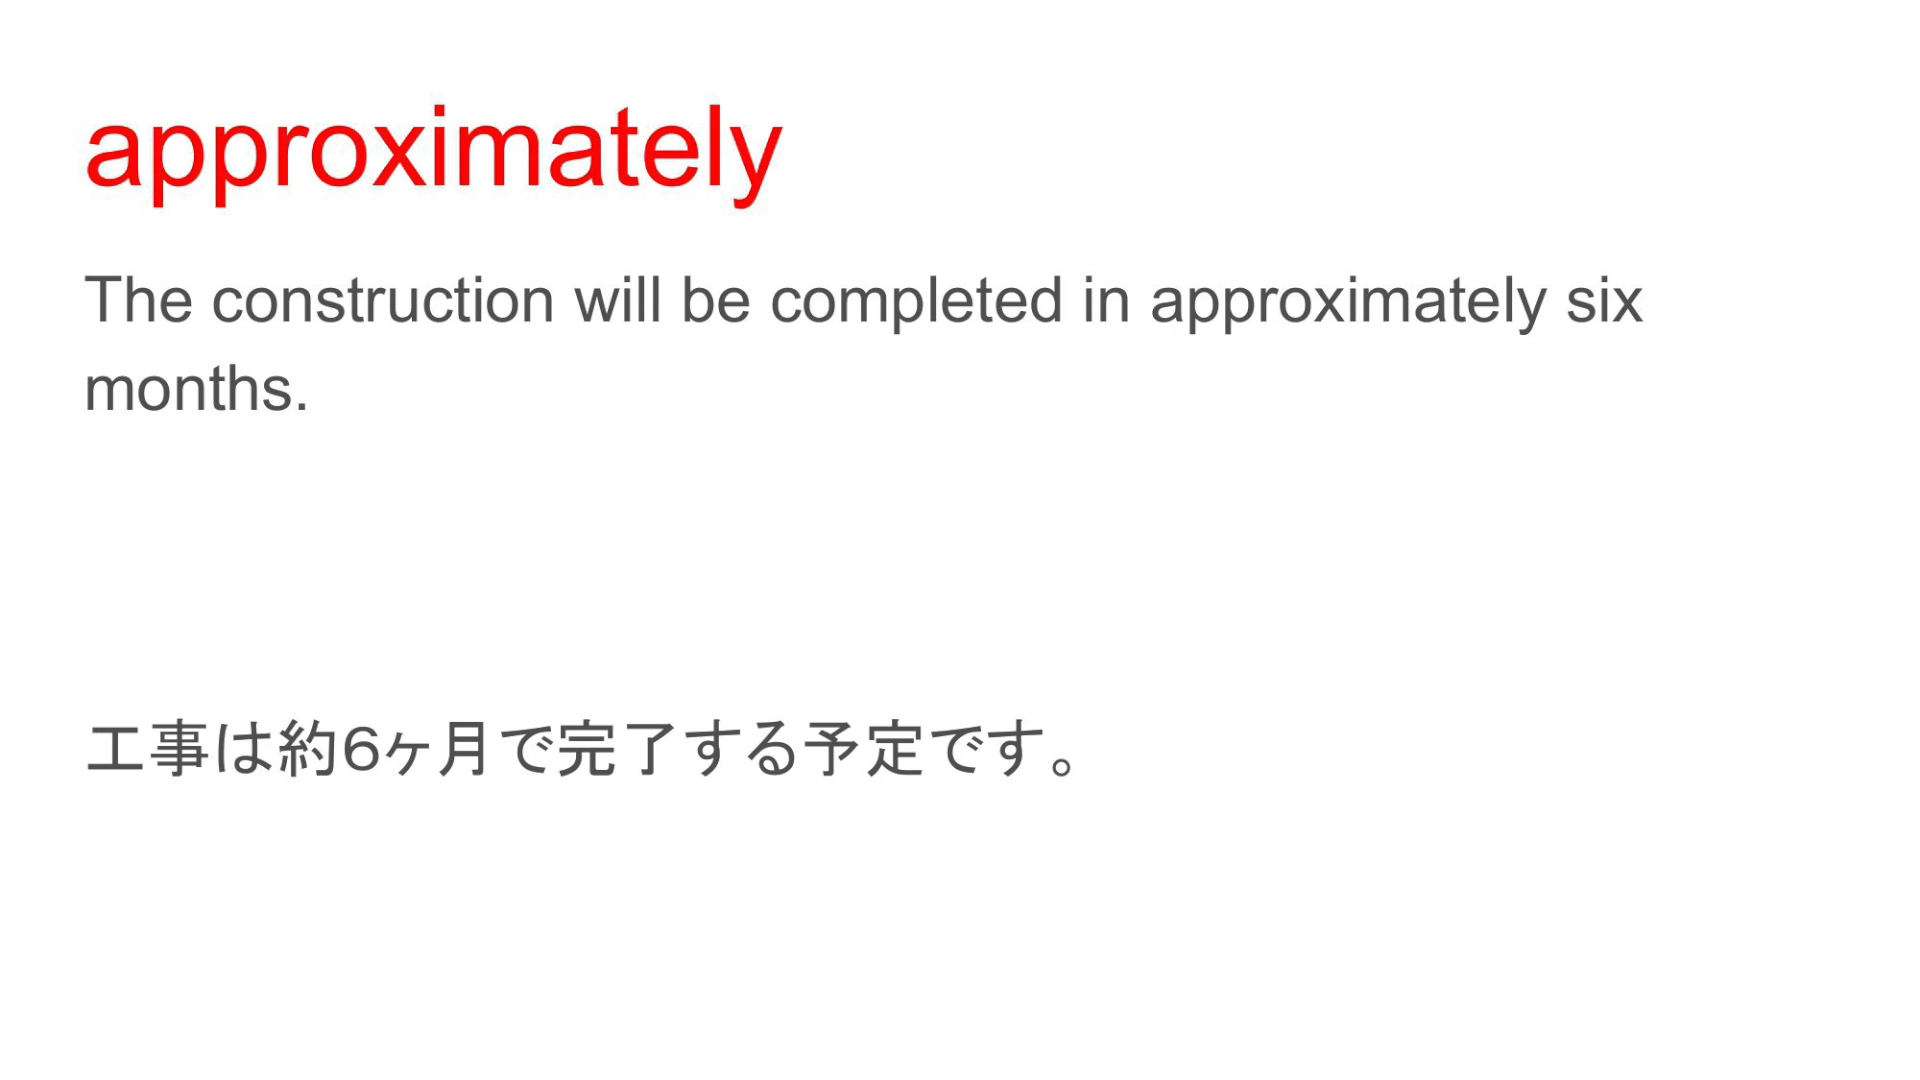 approximately
The construction will be completed in approximately six
months.
工事は約6ヶ月で完了する予定です。